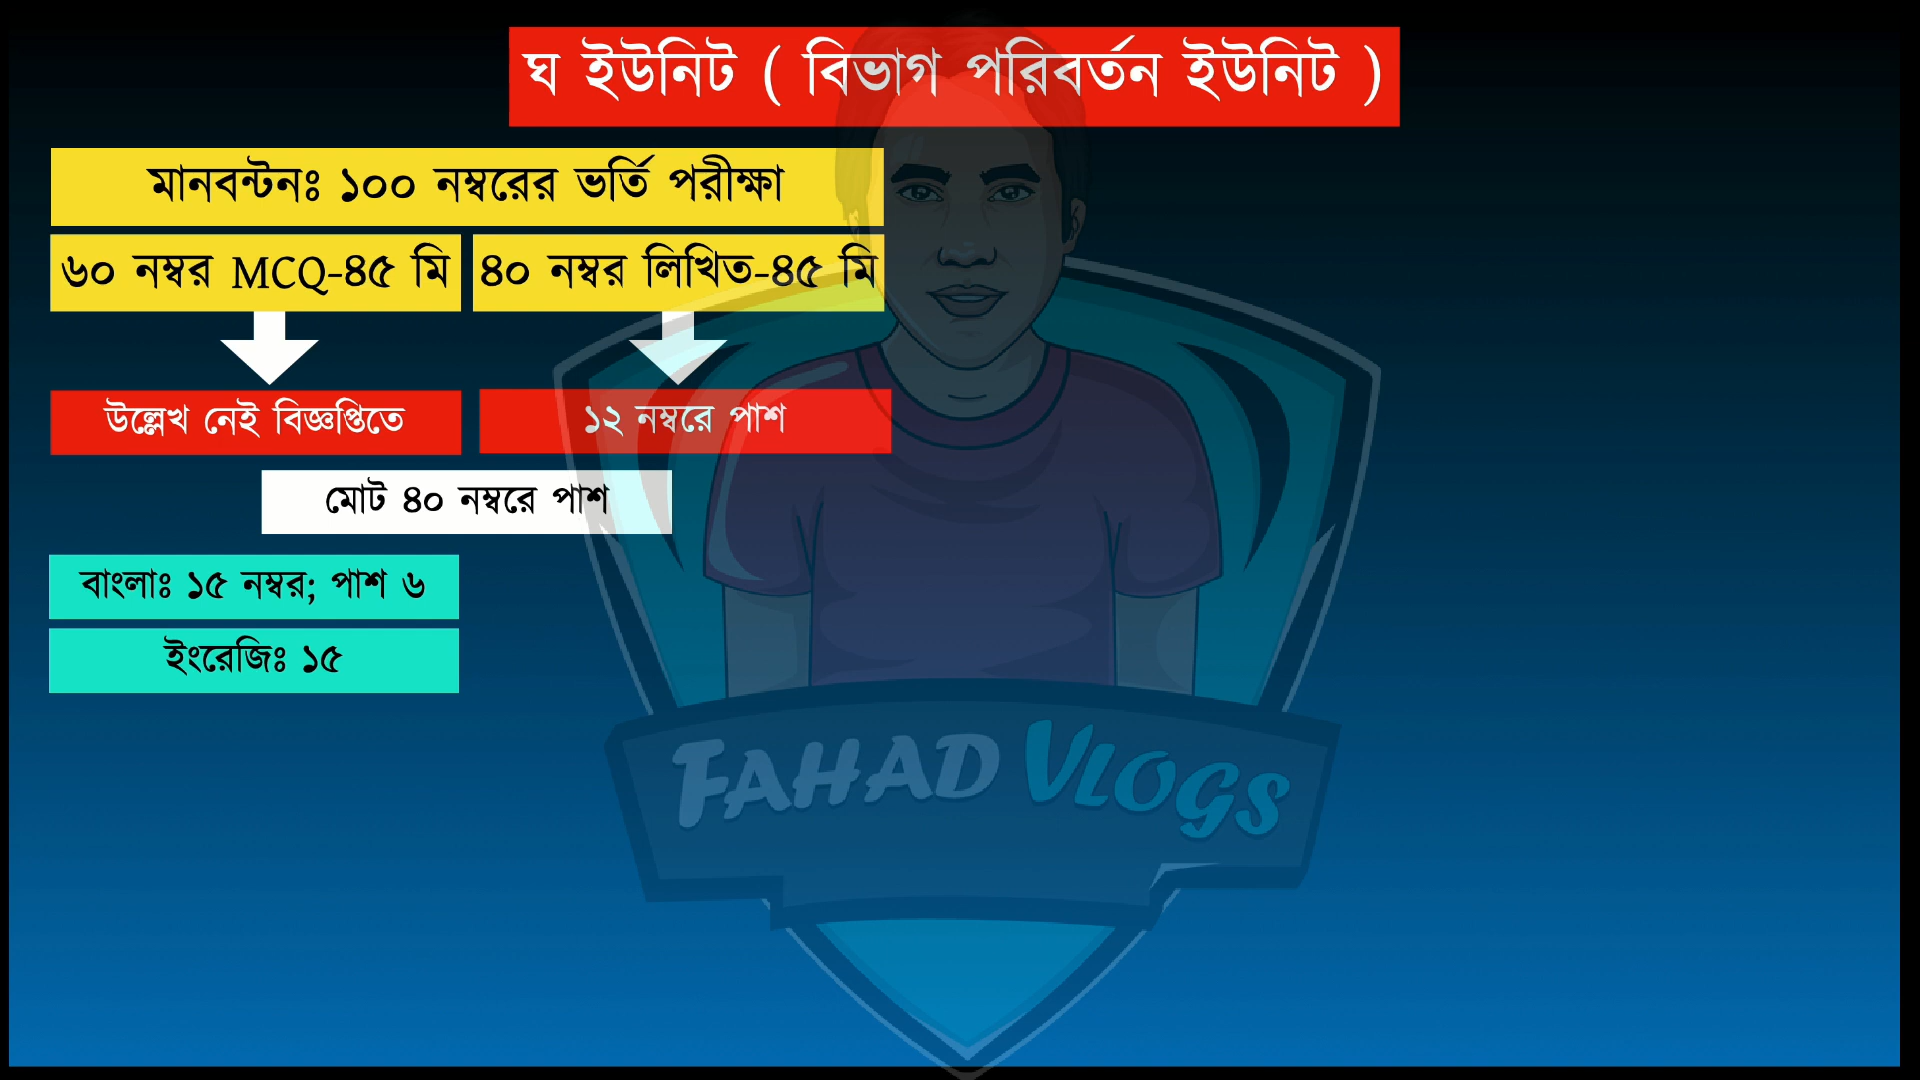 ঘ ইউনিট ( বিভাগ পরিবর্তন ইউনিট )
মানবন্টনঃ ১০০ নম্বরের ভর্তি পরীক্ষা
৬০ নম্বর MCQ-৪৫ মি
৪০ নম্বর লিখিত-৪৫ মি
উল্লেখ নেই বিজ্ঞপ্তিতে
১২ নম্বরে পাশ
মোট ৪০ নম্বরে পাশ
বাংলাঃ ১৫ নম্বর; পাশ ৬
ইংরেজিঃ ১৫
FAHAD VLOGS